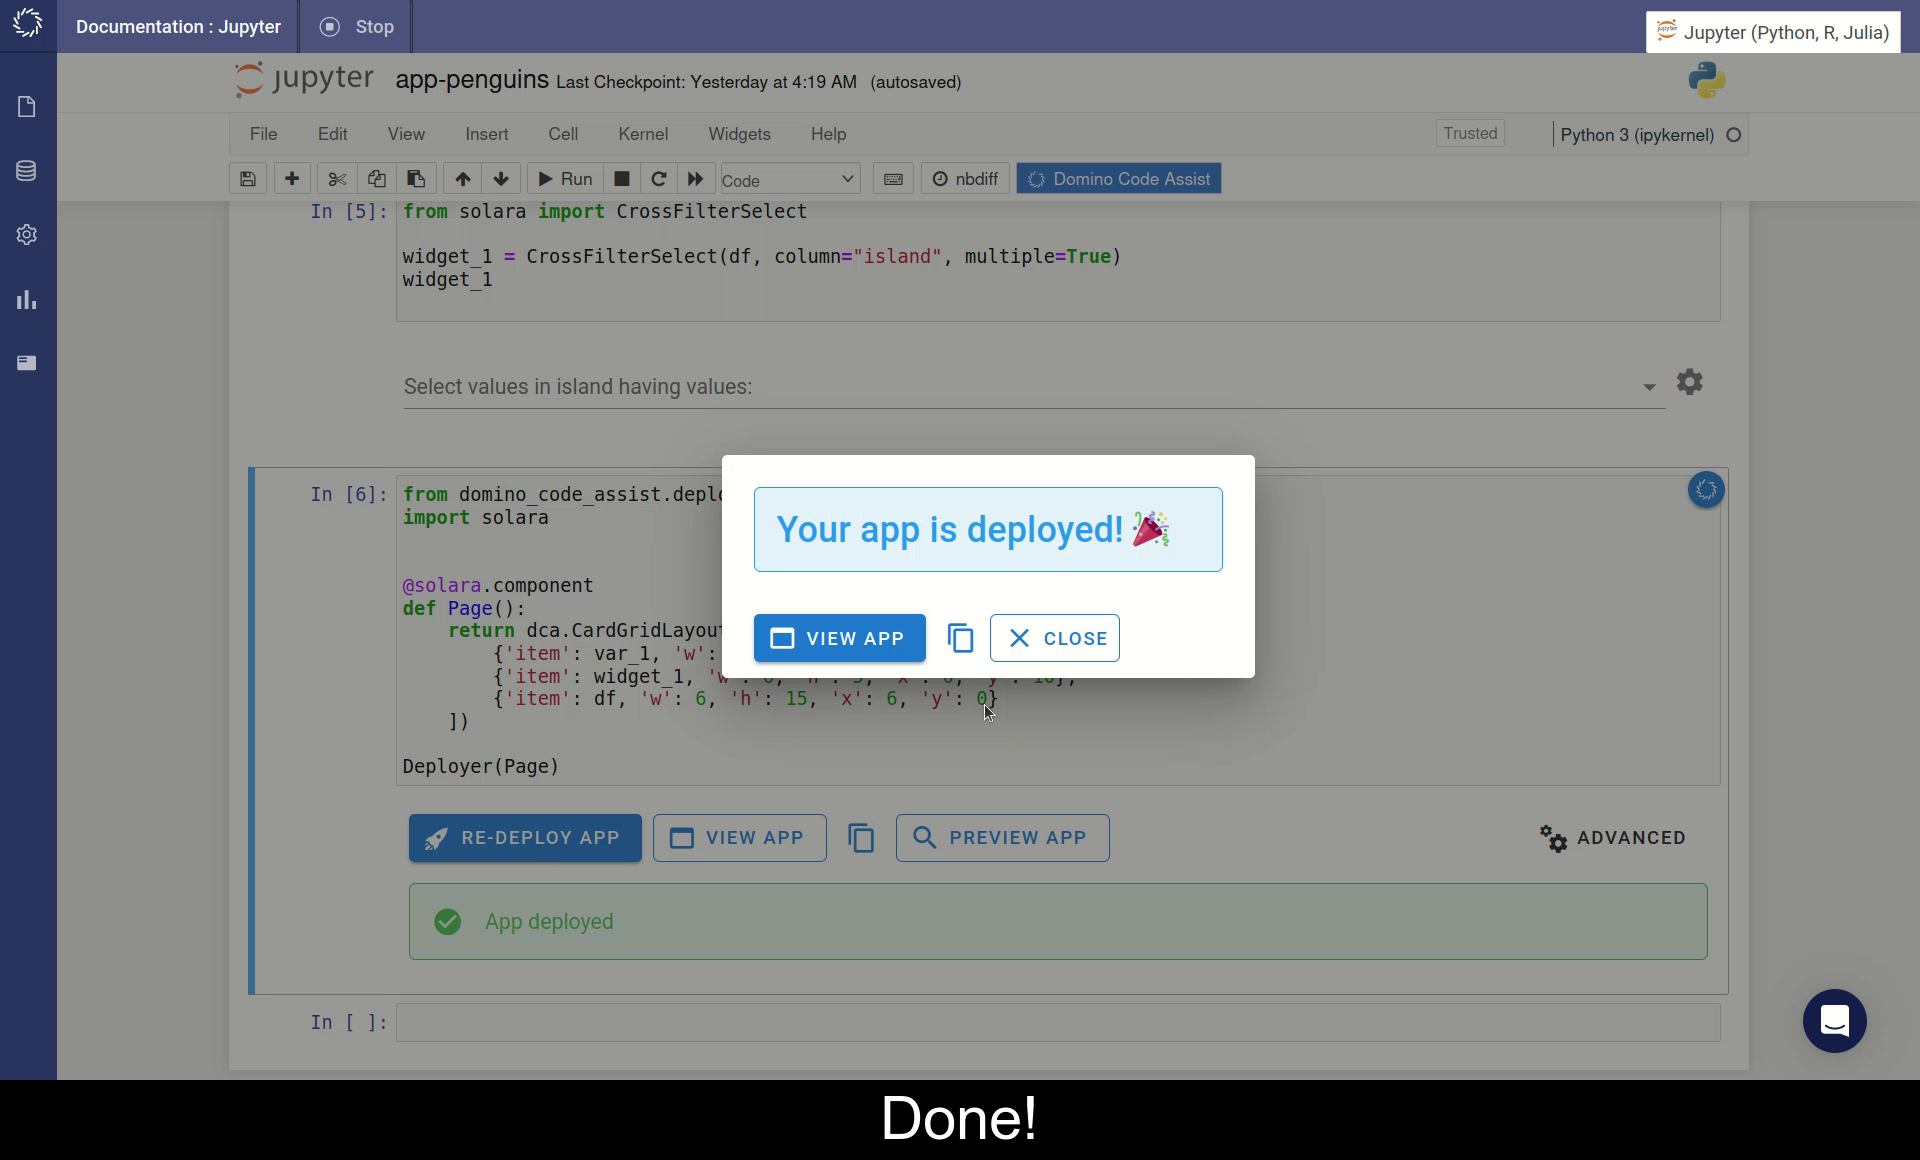 Documentation : Jupyter
Stop
Jupyter (Python, R, Julia)
jupyter app-penguins Last Checkpoint: Yesterday at 4:19 AM (autosaved)
File Edit View Insert Cell Kernel Widgets Help
Trusted
Python 3 (ipykernel)
Run
Code
nbdiff
Domino Code Assist
In [5]: from solara import CrossFilterSelect
widget_1 = CrossFilterSelect(df, column="island", multiple=True)
widget_1
Select values in island having values:
In [6]: from domino_code_assist.deplo
import solara
@solara.component
def Page():
return dca.CardGridLayout
{'item': var_1, 'w':
{'item': widget_1,
{'item': df, 'w': 6, 'h': 15, 'x': 6, 'y': 0}
])
Deployer(Page)
Your app is deployed! 🎉
VIEW APP
CLOSE
RE-DEPLOY APP
VIEW APP
PREVIEW APP
ADVANCED
App deployed
In [ ]:
Done!